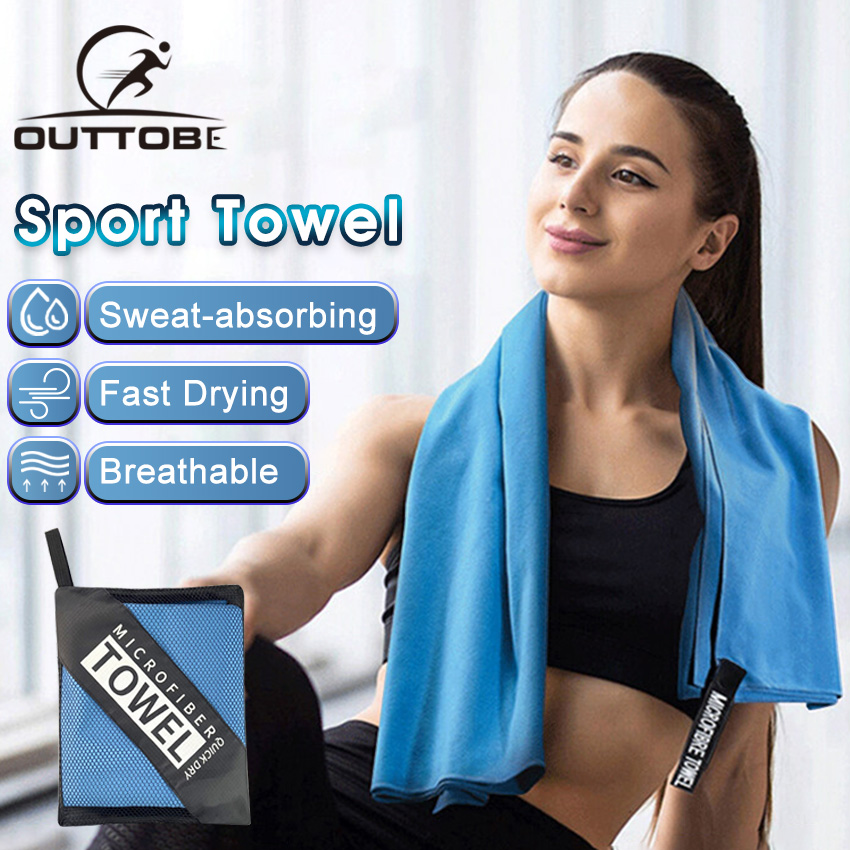 OUTTOBE
Sport Towel
Sweat-absorbing
Fast Drying
Breathable
MICROFIBER
TOWEL
QUICK DRY
MICROFIBRE TOWEL